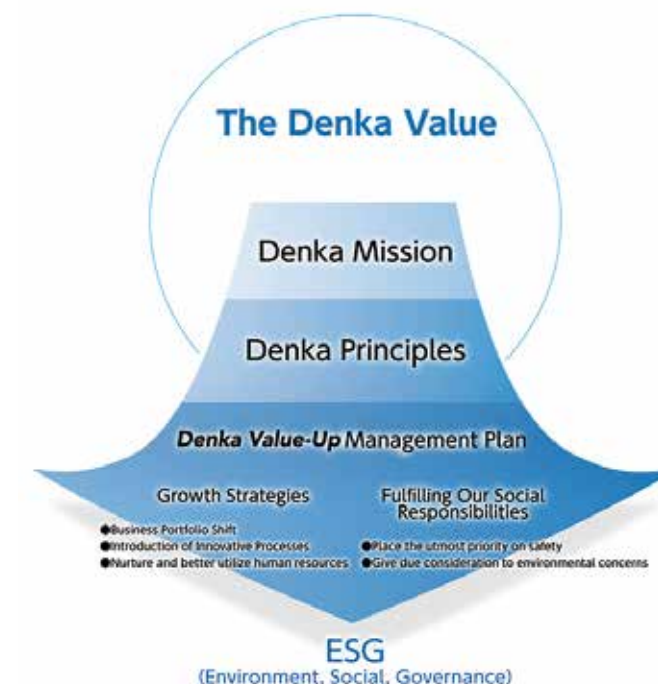 The Denka Value
Denka Mission
Denka Principles
Denka Value-Up Management Plan
Growth Strategies
●Business Portfolio Shift
●Introduction of Innovative Processes
●Nurture and better utilize human resources
Fulfilling Our Social
Responsibilities
●Place the utmost priority on safety
●Give due consideration to environmental concerns
ESG
(Environment, Social, Governance)